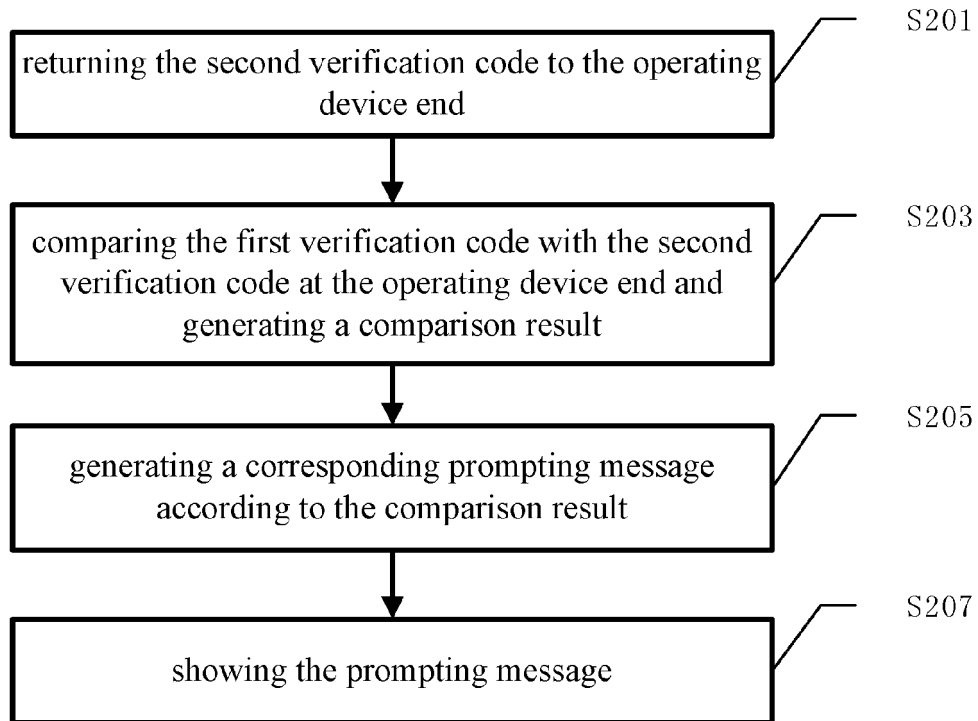 S201
returning the second verification code to the operating
device end
S203
comparing the first verification code with the second
verification code at the operating device end and
generating a comparison result
S205
generating a corresponding prompting message
according to the comparison result
S207
showing the prompting message